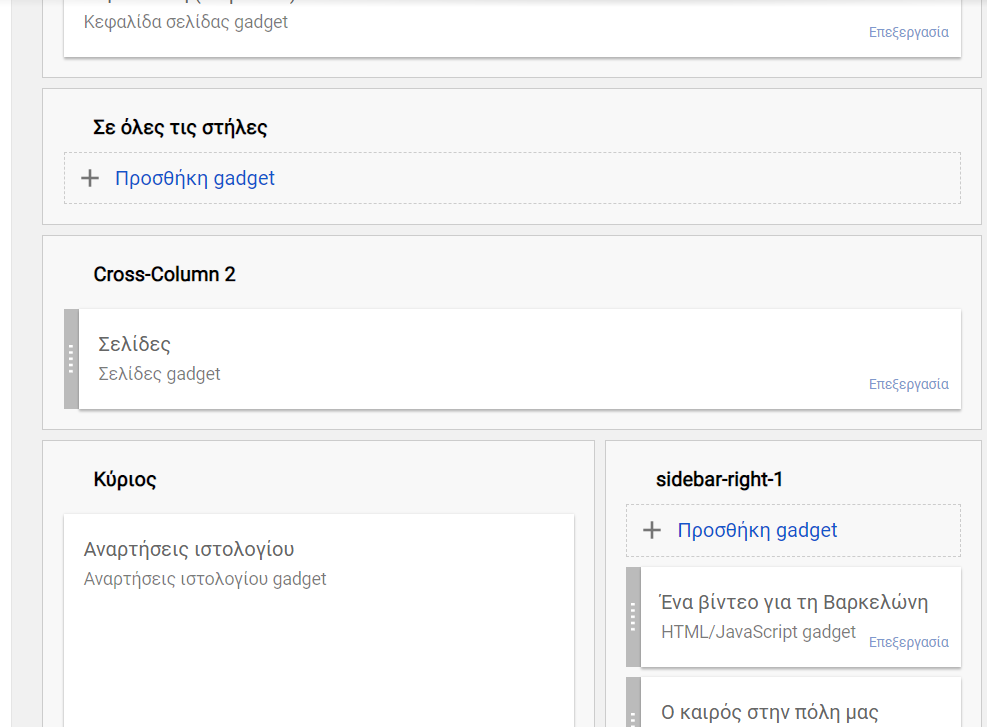 Κεφαλίδα σελίδας gadget
Επεξεργασία
Σε όλες τις στήλες
Προσθήκη gadget
Cross-Column 2
Σελίδες
Σελίδες gadget
Επεξεργασία
Κύριος
Αναρτήσεις ιστολογίου
Αναρτήσεις ιστολογίου gadget
sidebar-right-1
Προσθήκη gadget
Ένα βίντεο για τη Βαρκελώνη
HTML/JavaScript gadget
Επεξεργασία
Ο καιρός στην πόλη μας